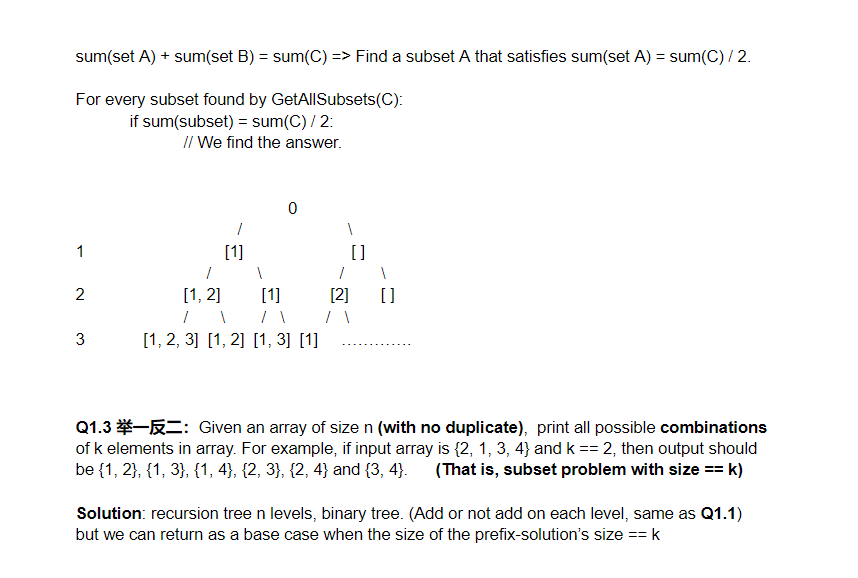 sum(set A) + sum(set B) = sum(C) => Find a subset A that satisfies sum(set A) = sum(C) / 2.
For every subset found by GetAllSubsets(C):
if sum(subset) = sum(C) / 2:
// We find the answer.
0
/ \
1 [1] [ ]
/ \ / \
2 [1, 2] [1] [2] [ ]
/ \ / \ / \
3 [1, 2, 3] [1, 2] [1, 3] [1] .............
Q1.3 举一反二: Given an array of size n (with no duplicate), print all possible combinations
of k elements in array. For example, if input array is {2, 1, 3, 4} and k == 2, then output should
be {1, 2}, {1, 3}, {1, 4}, {2, 3}, {2, 4} and {3, 4}. (That is, subset problem with size == k)
Solution: recursion tree n levels, binary tree. (Add or not add on each level, same as Q1.1)
but we can return as a base case when the size of the prefix-solution's size == k